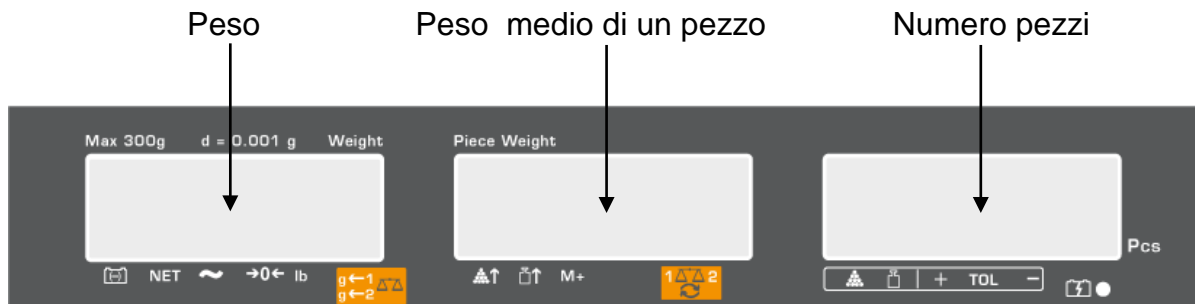 Peso Peso medio di un pezzo Numero pezzi
Max 300g d = 0.001 g Weight Piece Weight
Pcs
NET →0← lb g←1 M+ 1 2 + TOL −
g←2